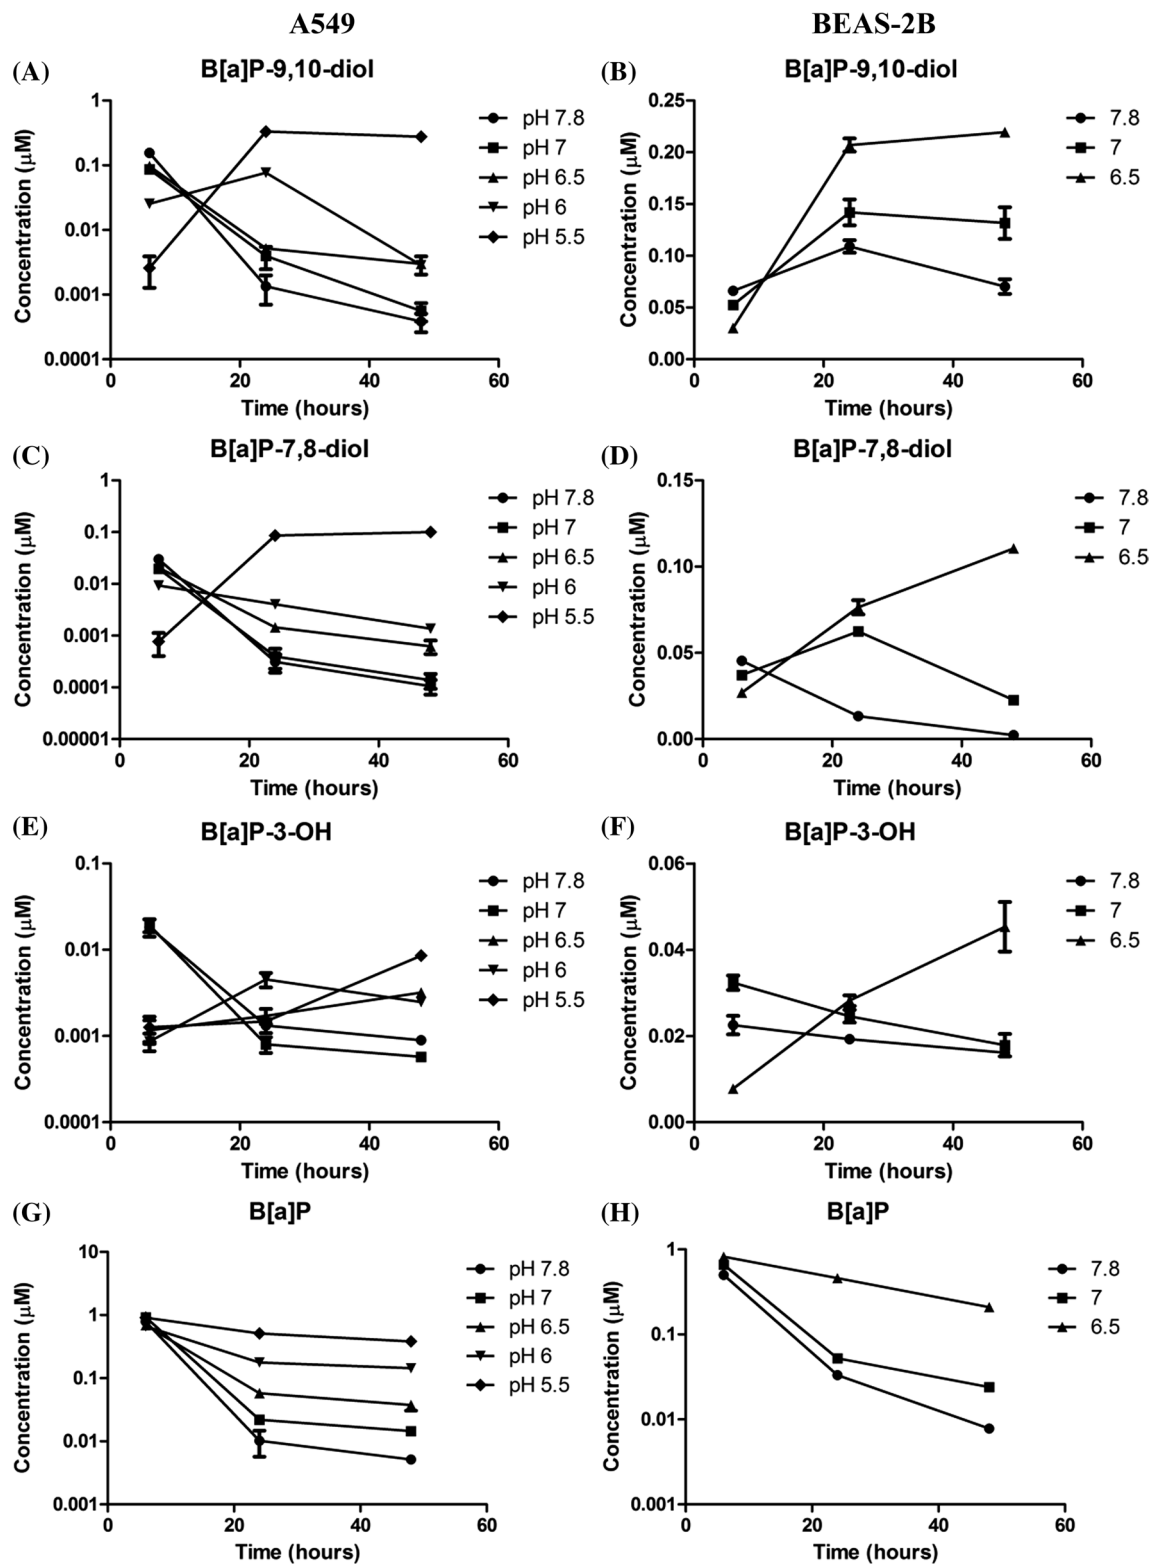 A549
BEAS-2B
(A)
B[a]P-9,10-diol
Concentration (μM)
1
0.1
0.01
0.001
0.0001
0 20 40 60
Time (hours)
pH 7.8
pH 7
pH 6.5
pH 6
pH 5.5
(B)
B[a]P-9,10-diol
Concentration (μM)
0.25
0.20
0.15
0.10
0.05
0.00
0 20 40 60
Time (hours)
7.8
7
6.5
(C)
B[a]P-7,8-diol
Concentration (μM)
1
0.1
0.01
0.001
0.0001
0.00001
0 20 40 60
Time (hours)
pH 7.8
pH 7
pH 6.5
pH 6
pH 5.5
(D)
B[a]P-7,8-diol
Concentration (μM)
0.15
0.10
0.05
0.00
0 20 40 60
Time (hours)
7.8
7
6.5
(E)
B[a]P-3-OH
Concentration (μM)
0.1
0.01
0.001
0.0001
0 20 40 60
Time (hours)
pH 7.8
pH 7
pH 6.5
pH 6
pH 5.5
(F)
B[a]P-3-OH
Concentration (μM)
0.06
0.04
0.02
0.00
0 20 40 60
Time (hours)
7.8
7
6.5
(G)
B[a]P
Concentration (μM)
10
1
0.1
0.01
0.001
0 20 40 60
Time (hours)
pH 7.8
pH 7
pH 6.5
pH 6
pH 5.5
(H)
B[a]P
Concentration (μM)
1
0.1
0.01
0.001
0 20 40 60
Time (hours)
7.8
7
6.5